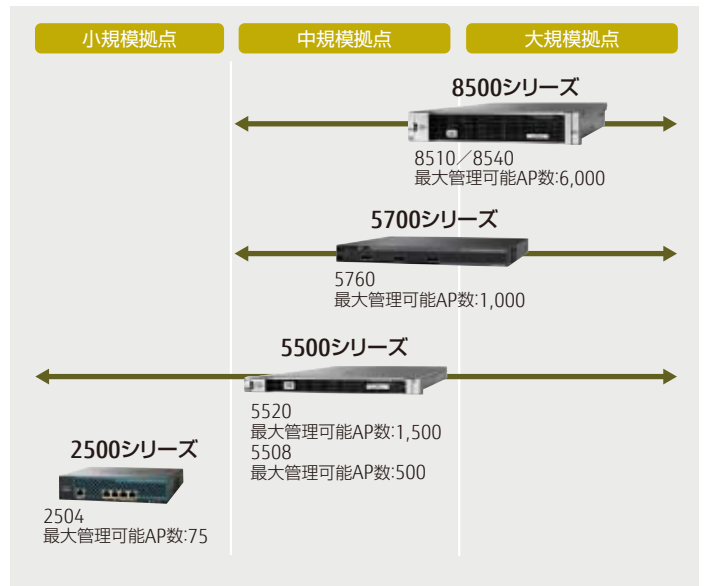 小規模拠点
中規模拠点
大規模拠点
8500シリーズ
8510／8540
最大管理可能AP数:6,000
5700シリーズ
5760
最大管理可能AP数:1,000
5500シリーズ
5520
最大管理可能AP数:1,500
5508
最大管理可能AP数:500
2500シリーズ
2504
最大管理可能AP数:75